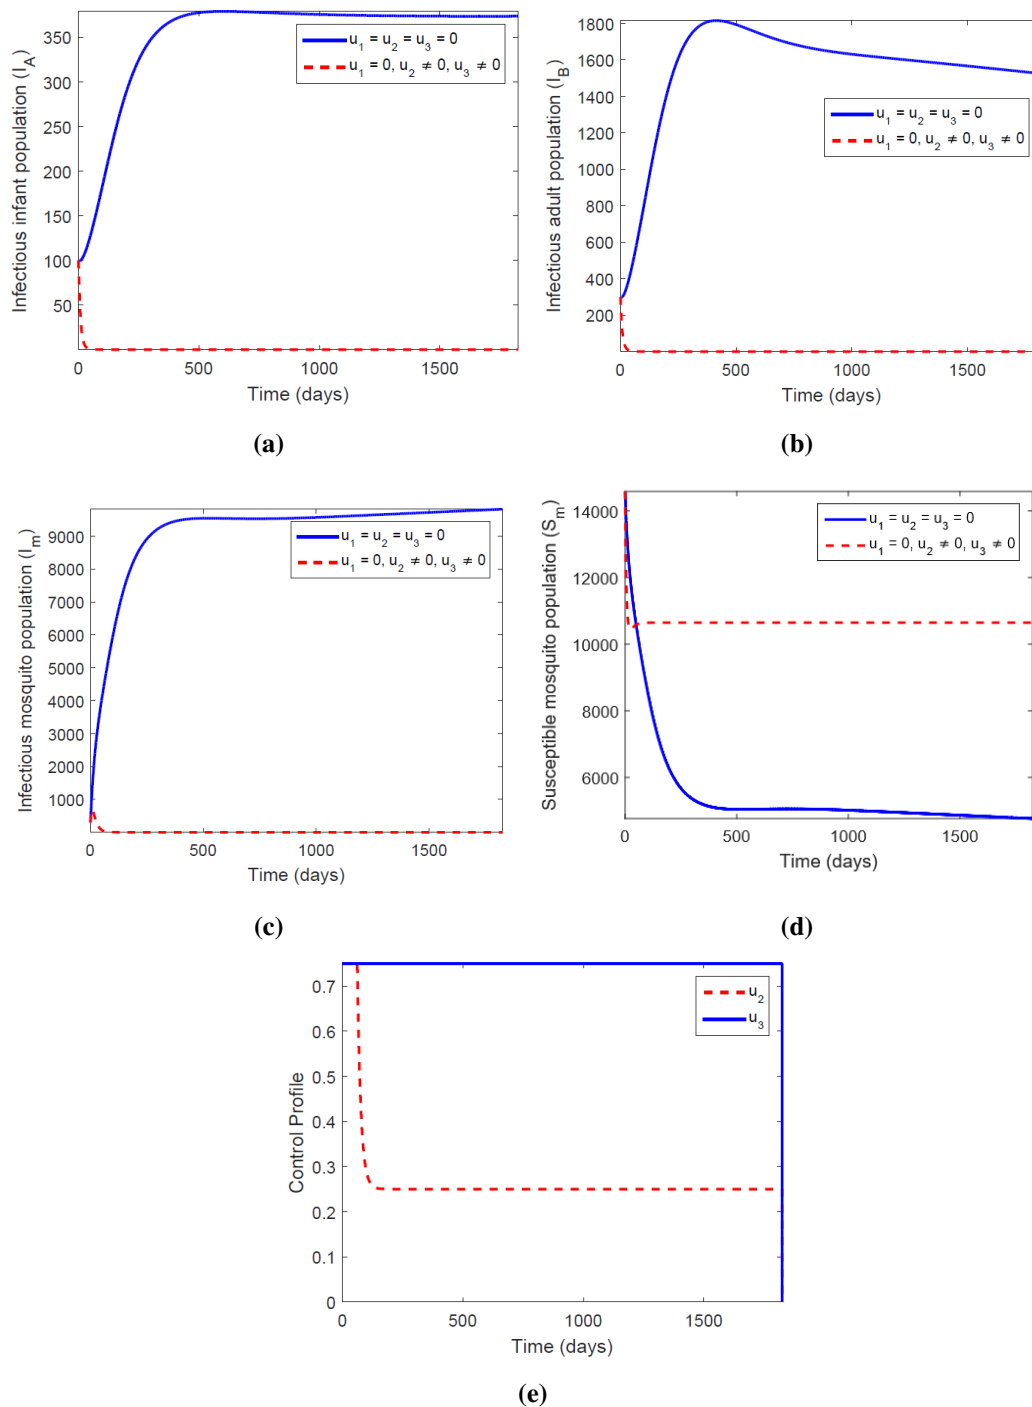 Infectious infant population (I_A)
350
300
250
200
150
100
50
0
500
1000
1500
Time (days)
u_1 = u_2 = u_3 = 0
u_1 = 0, u_2 ≠ 0, u_3 ≠ 0
(a)
Infectious adult population (I_B)
1800
1600
1400
1200
1000
800
600
400
200
0
500
1000
1500
Time (days)
u_1 = u_2 = u_3 = 0
u_1 = 0, u_2 ≠ 0, u_3 ≠ 0
(b)
Infectious mosquito population (I_m)
9000
8000
7000
6000
5000
4000
3000
2000
1000
0
500
1000
1500
Time (days)
u_1 = u_2 = u_3 = 0
u_1 = 0, u_2 ≠ 0, u_3 ≠ 0
(c)
Susceptible mosquito population (S_m)
14000
12000
10000
8000
6000
0
500
1000
1500
Time (days)
u_1 = u_2 = u_3 = 0
u_1 = 0, u_2 ≠ 0, u_3 ≠ 0
(d)
Control Profile
0.7
0.6
0.5
0.4
0.3
0.2
0.1
0
0
500
1000
1500
Time (days)
u_2
u_3
(e)